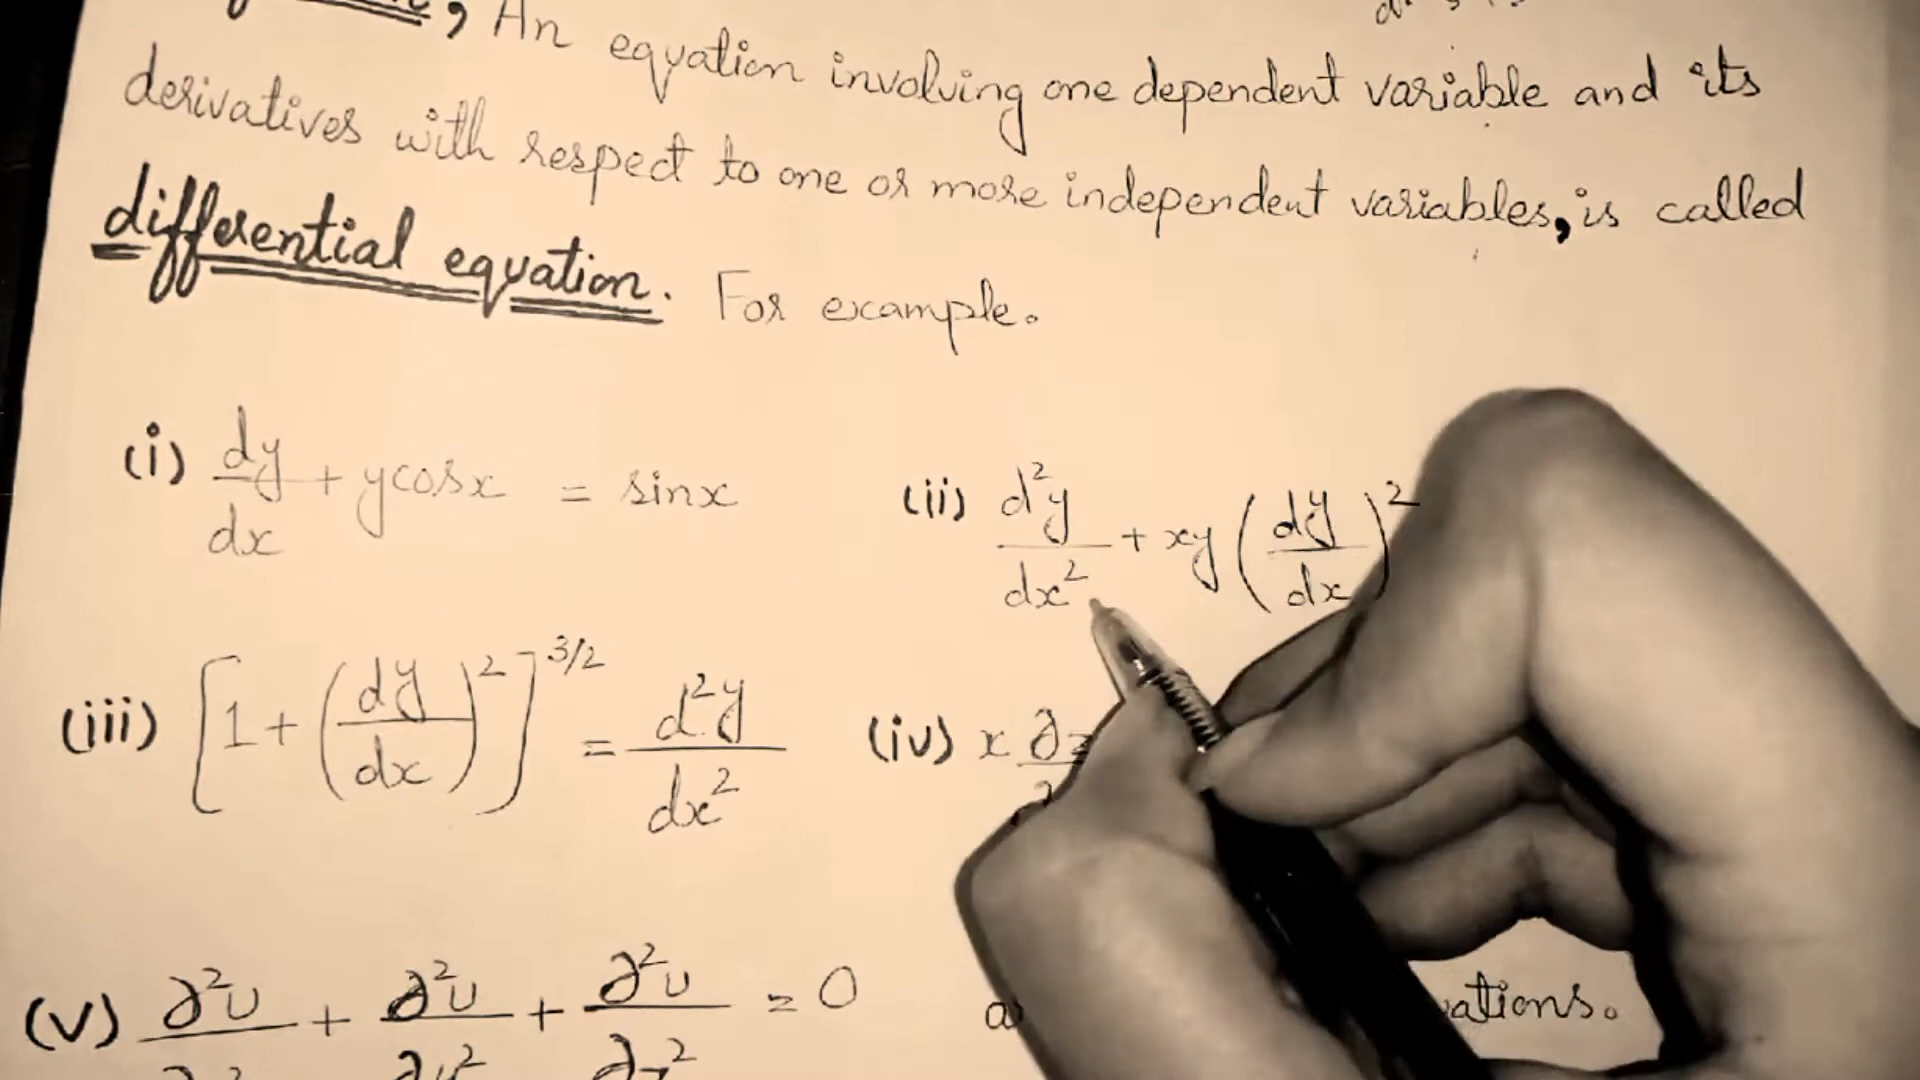 , An equation involving one dependent variable and its
derivatives with respect to one or more independent variables, is called
differential equation. For example.
(i) dy/dx + ycosx = sinx (ii) d²y/dx² + xy (dy/dx)²
(iii) [1 + (dy/dx)²]^3/2 = d²y/dx² (iv) x ∂z
(v) ∂²u + ∂²u/∂y² + ∂²u/∂z² = 0